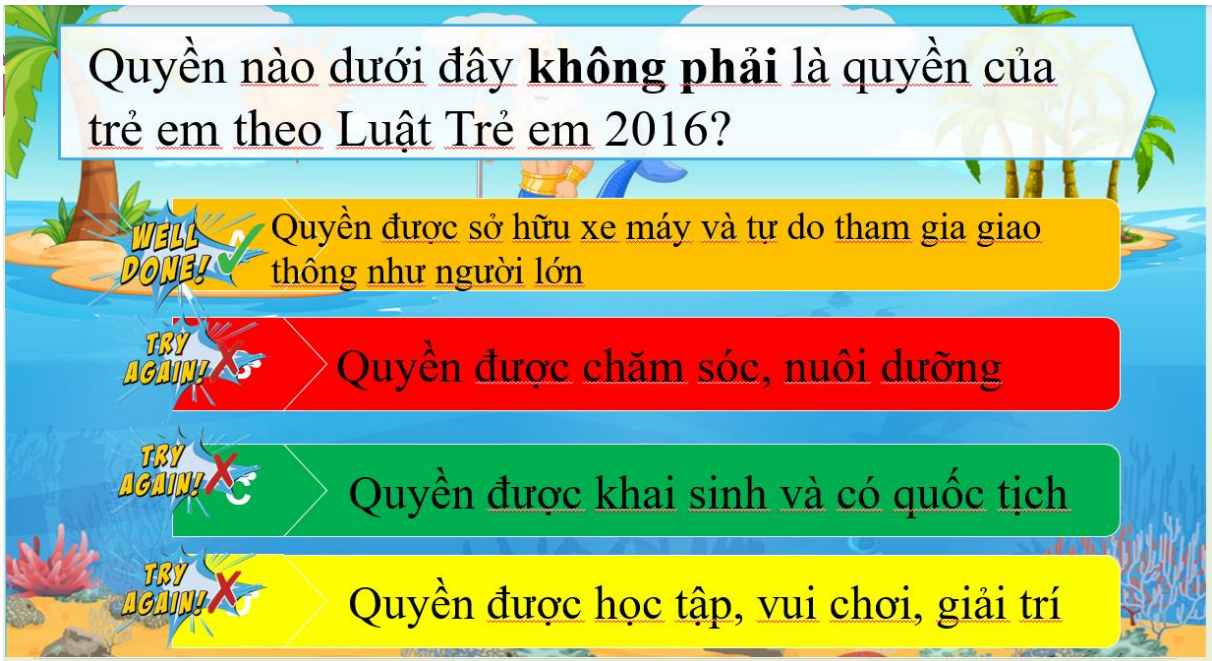 Quyền nào dưới đây không phải là quyền của
trẻ em theo Luật Trẻ em 2016?
WELL
DONE!
Quyền được sở hữu xe máy và tự do tham gia giao
thông như người lớn
TRY
AGAIN!
Quyền được chăm sóc, nuôi dưỡng
TRY
AGAIN!
C
Quyền được khai sinh và có quốc tịch
TRY
AGAIN!
Quyền được học tập, vui chơi, giải trí